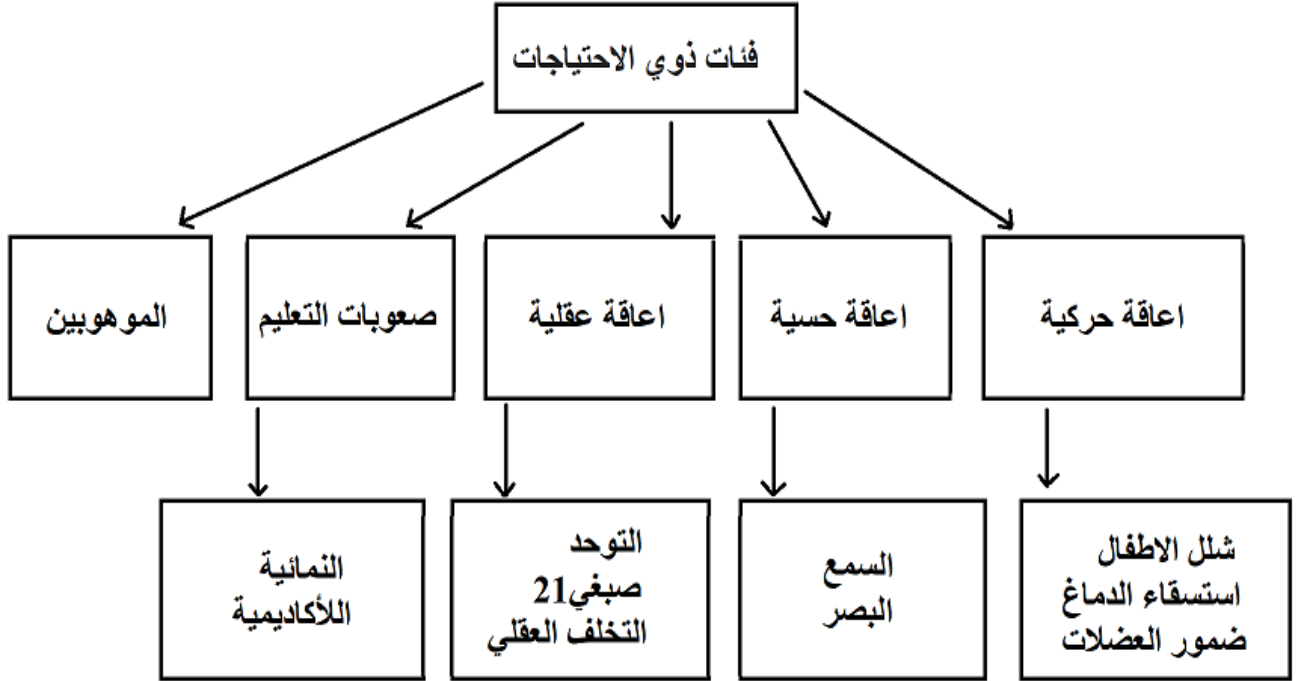 فئات ذوي الاحتياجات
اعاقة حركية
اعاقة حسية
اعاقة عقلية
صعوبات التعليم
الموهوبين
شلل الاطفال
استسقاء الدماغ
ضمور العضلات
السمع
البصر
التوحد
صبغي21
التخلف العقلي
النمائية
اللأكاديمية